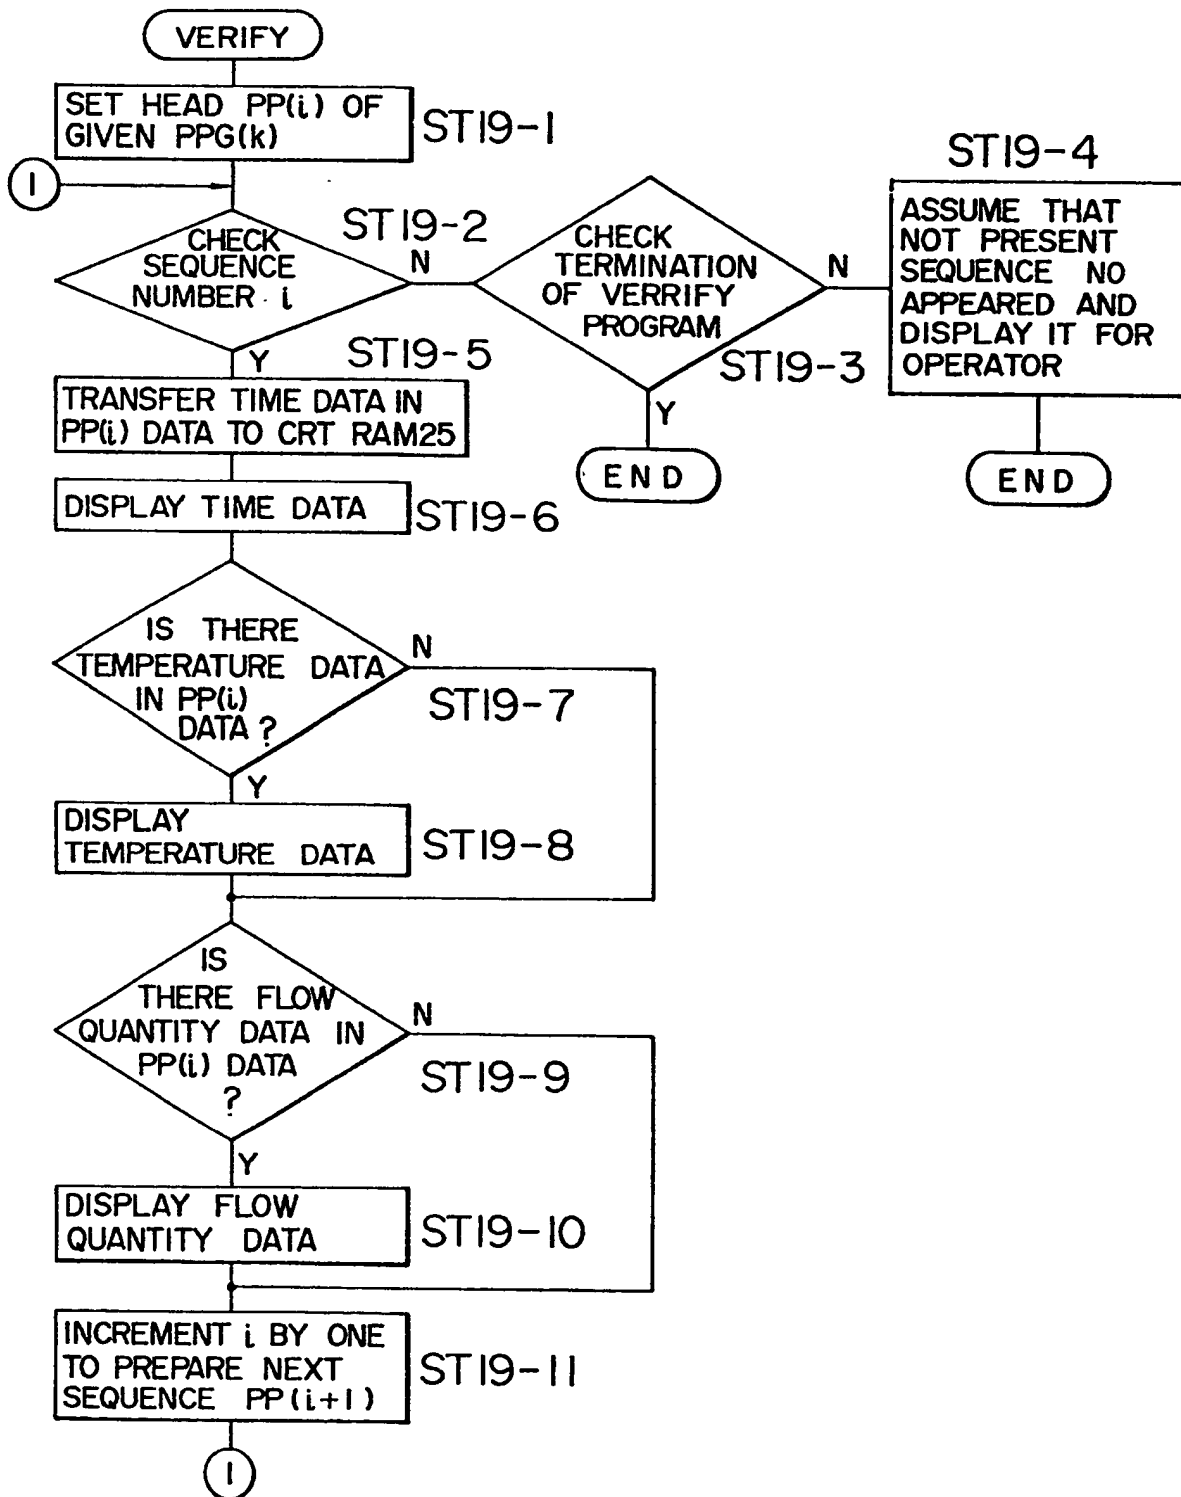 VERIFY
SET HEAD PP(i) OF
GIVEN PPG(k)
ST19-1
1
CHECK
SEQUENCE
NUMBER i
ST19-2
N
Y
CHECK
TERMINATION
OF VERRIFY
PROGRAM
ST19-3
N
Y
END
ST19-4
ASSUME THAT
NOT PRESENT
SEQUENCE NO
APPEARED AND
DISPLAY IT FOR
OPERATOR
END
ST19-5
TRANSFER TIME DATA IN
PP(i) DATA TO CRT RAM25
DISPLAY TIME DATA
ST19-6
IS THERE
TEMPERATURE DATA
IN PP(i)
DATA ?
N
ST19-7
Y
DISPLAY
TEMPERATURE DATA
ST19-8
IS
THERE FLOW
QUANTITY DATA IN
PP(i) DATA
?
N
ST19-9
Y
DISPLAY FLOW
QUANTITY DATA
ST19-10
INCREMENT i BY ONE
TO PREPARE NEXT
SEQUENCE PP(i+1)
ST19-11
1